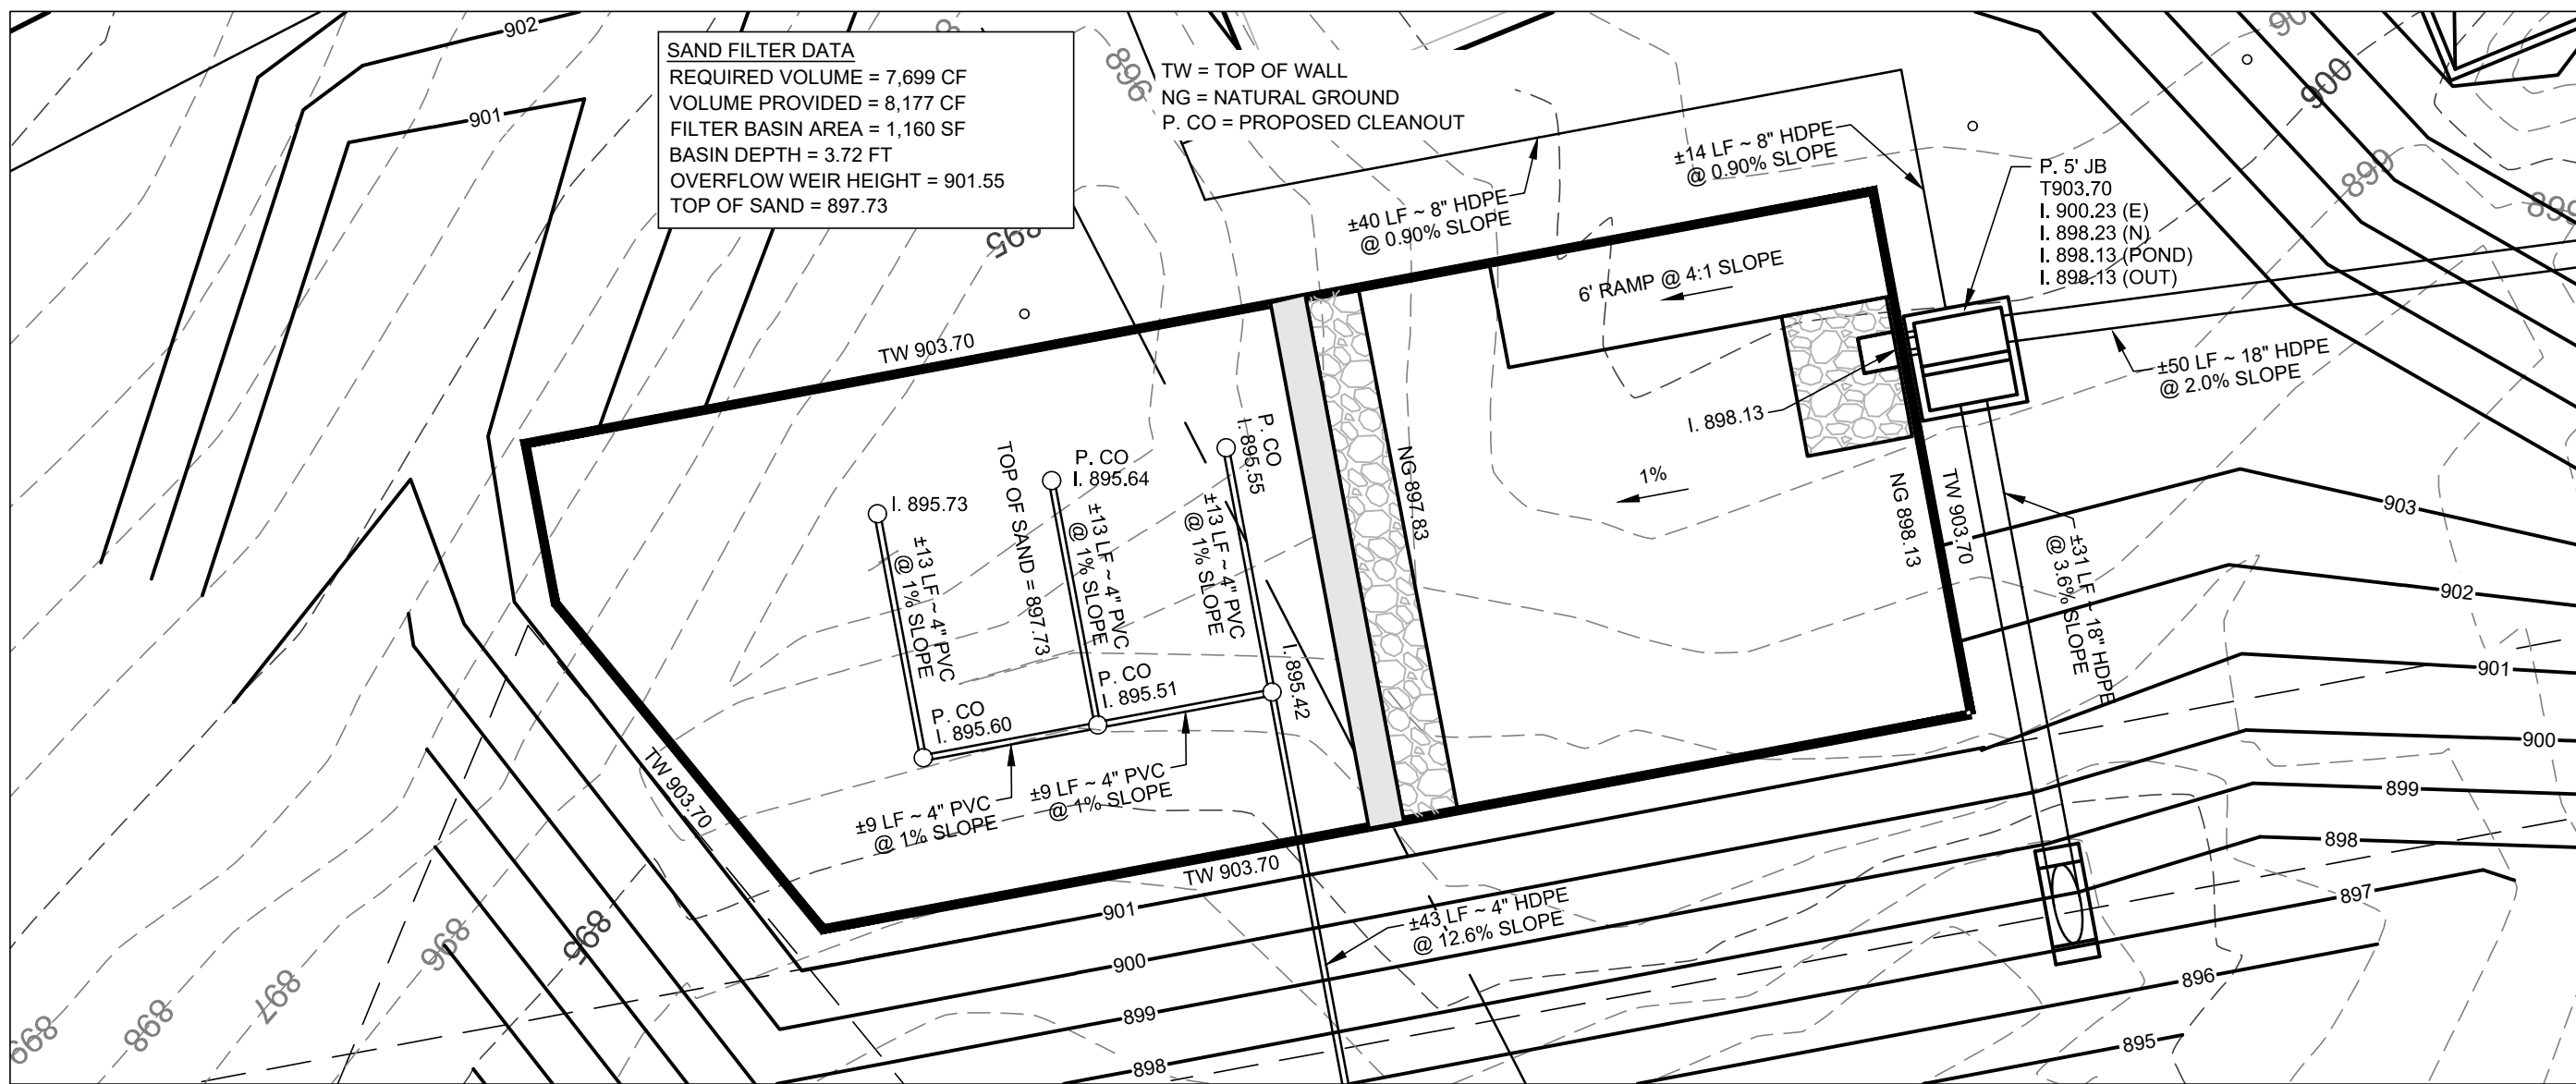 902
901
SAND FILTER DATA
REQUIRED VOLUME = 7,699 CF
VOLUME PROVIDED = 8,177 CF
FILTER BASIN AREA = 1,160 SF
BASIN DEPTH = 3.72 FT
OVERFLOW WEIR HEIGHT = 901.55
TOP OF SAND = 897.73
896
895
TW = TOP OF WALL
NG = NATURAL GROUND
P. CO = PROPOSED CLEANOUT
±40 LF ~ 8" HDPE
@ 0.90% SLOPE
±14 LF ~ 8" HDPE
@ 0.90% SLOPE
P. 5' JB
T903.70
I. 900.23 (E)
I. 898.23 (N)
I. 898.13 (POND)
I. 898.13 (OUT)
900
899
6' RAMP @ 4:1 SLOPE
TW 903.70
±50 LF ~ 18" HDPE
@ 2.0% SLOPE
I. 898.13
1%
NG 897.83
NG 898.13
TW 903.70
±31 LF ~ 18" HDPE
@ 3.6% SLOPE
P. CO
I. 895.55
P. CO
I. 895.64
I. 895.73
TOP OF SAND = 897.73
±13 LF ~ 4" PVC
@ 1% SLOPE
±13 LF ~ 4" PVC
@ 1% SLOPE
±13 LF ~ 4" PVC
@ 1% SLOPE
P. CO
I. 895.60
P. CO
I. 895.51
I. 895.42
±9 LF ~ 4" PVC
@ 1% SLOPE
±9 LF ~ 4" PVC
@ 1% SLOPE
TW 903.70
TW 903.70
±43 LF ~ 4" HDPE
@ 12.6% SLOPE
903
902
901
900
899
898
897
896
895
901
900
899
898
899
898
897
896
895